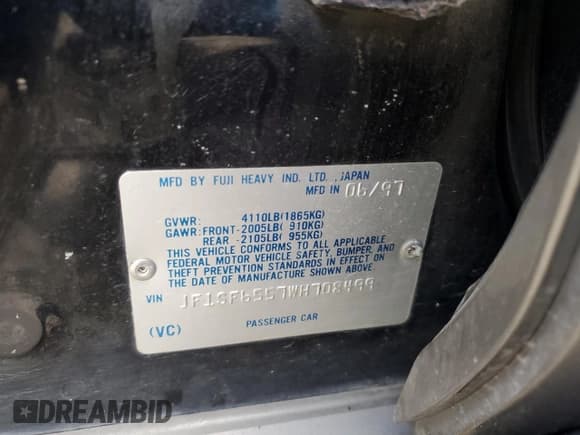 MFD BY FUJI HEAVY IND. LTD., JAPAN
MFD IN 06/97
GVWR: 4110LB(1865KG)
GAWR: FRONT-2005LB( 910KG)
REAR -2105LB( 955KG)
THIS VEHICLE CONFORMS TO ALL APPLICABLE
FEDERAL MOTOR VEHICLE SAFETY, BUMPER, AND
THEFT PREVENTION STANDARDS IN EFFECT ON
THE DATE OF MANUFACTURE SHOWN ABOVE
VIN JF1SF6557WH708499
(VC) PASSENGER CAR
DREAMBID